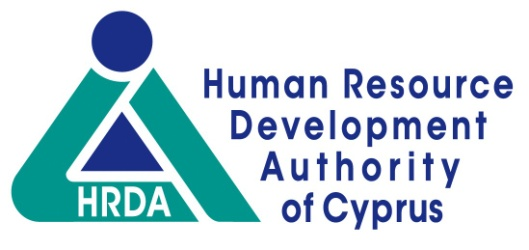 HRDA
Human Resource
Development
Authority
of Cyprus